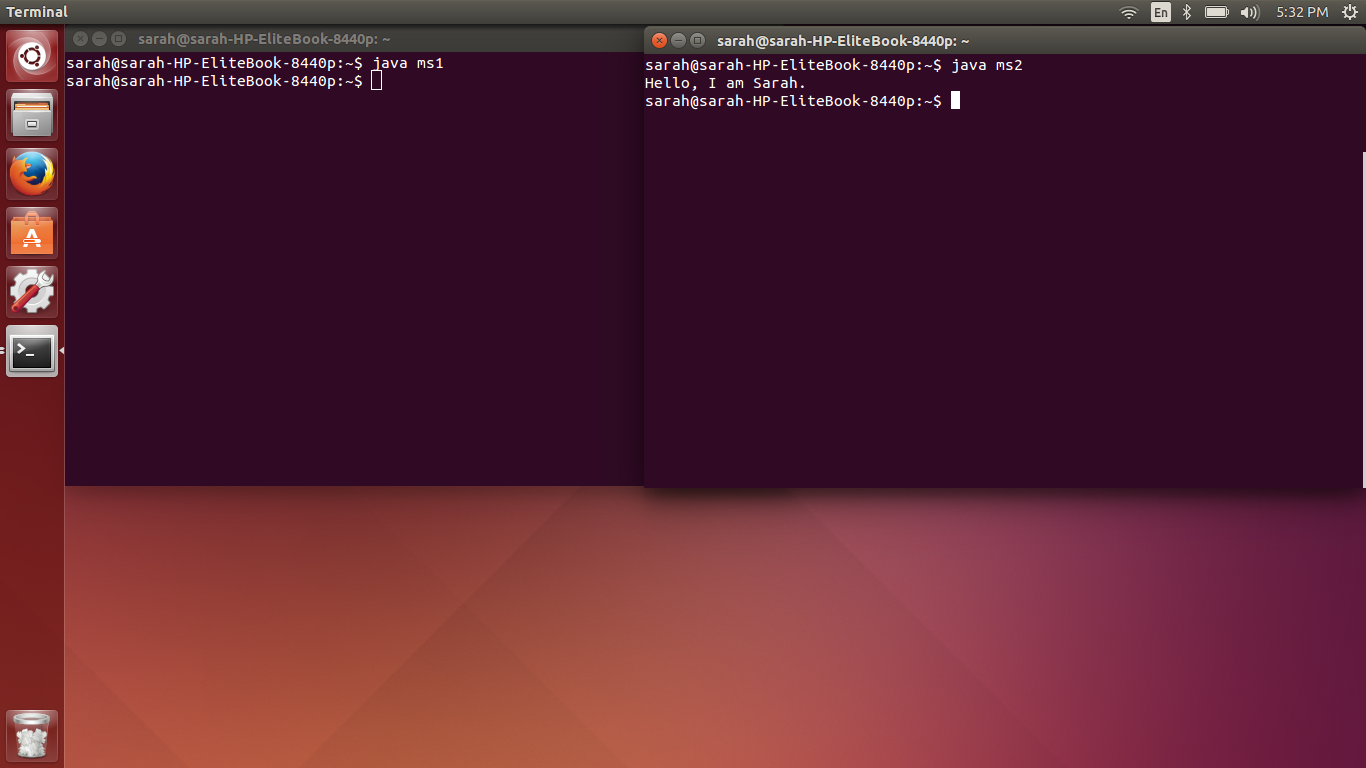 Terminal
En
5:32 PM
sarah@sarah-HP-EliteBook-8440p: ~
sarah@sarah-HP-EliteBook-8440p:~$ java ms1
sarah@sarah-HP-EliteBook-8440p:~$
sarah@sarah-HP-EliteBook-8440p: ~
sarah@sarah-HP-EliteBook-8440p:~$ java ms2
Hello, I am Sarah.
sarah@sarah-HP-EliteBook-8440p:~$